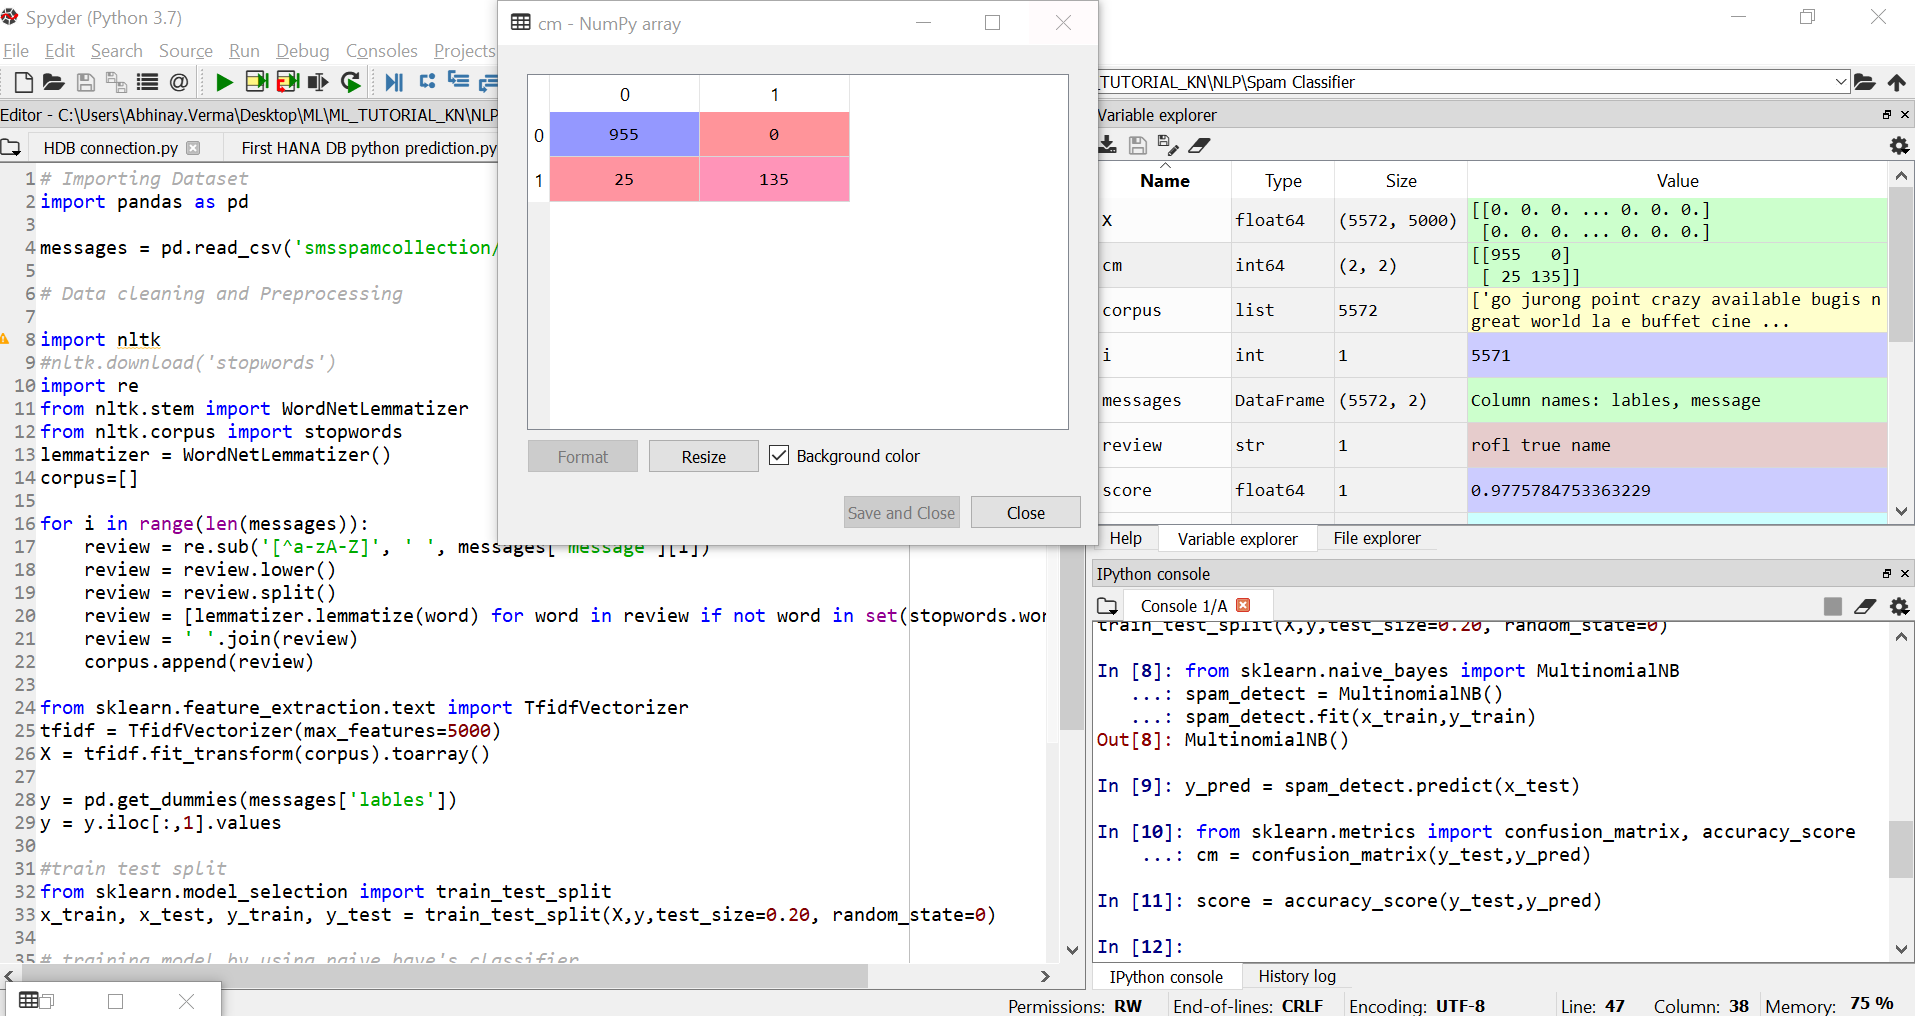 Spyder (Python 3.7)
File Edit Search Source Run Debug Consoles Projects
Editor - C:\Users\Abhinay.Verma\Desktop\ML\ML_TUTORIAL_KN\NLP
HDB connection.py
First HANA DB python prediction.py
1 # Importing Dataset
2 import pandas as pd
3
4 messages = pd.read_csv('smsspamcollection/
5
6 # Data cleaning and Preprocessing
7
8 import nltk
9 #nltk.download('stopwords')
10 import re
11 from nltk.stem import WordNetLemmatizer
12 from nltk.corpus import stopwords
13 lemmatizer = WordNetLemmatizer()
14 corpus=[]
15
16 for i in range(len(messages)):
17 review = re.sub('[^a-zA-Z]', ' ', messages['message'][i])
18 review = review.lower()
19 review = review.split()
20 review = [lemmatizer.lemmatize(word) for word in review if not word in set(stopwords.wor
21 review = ' '.join(review)
22 corpus.append(review)
23
24 from sklearn.feature_extraction.text import TfidfVectorizer
25 tfidf = TfidfVectorizer(max_features=5000)
26 X = tfidf.fit_transform(corpus).toarray()
27
28 y = pd.get_dummies(messages['lables'])
29 y = y.iloc[:,1].values
30
31 #train test split
32 from sklearn.model_selection import train_test_split
33 x_train, x_test, y_train, y_test = train_test_split(X,y,test_size=0.20, random_state=0)
34
35 # training model by using naive baye's classifier
cm - NumPy array
0 1
0 955 0
1 25 135
Format Resize Background color
Save and Close Close
_TUTORIAL_KN\NLP\Spam Classifier
Variable explorer
Name Type Size Value
X float64 (5572, 5000) [[0. 0. 0. ... 0. 0. 0.]
[0. 0. 0. ... 0. 0. 0.]
cm int64 (2, 2) [[955 0]
[ 25 135]]
corpus list 5572 ['go jurong point crazy available bugis n
great world la e buffet cine ...
i int 1 5571
messages DataFrame (5572, 2) Column names: lables, message
review str 1 rofl true name
score float64 1 0.9775784753363229
Help Variable explorer File explorer
IPython console
Console 1/A
train_test_split(X,y,test_size=0.20, random_state=0)
In [8]: from sklearn.naive_bayes import MultinomialNB
...: spam_detect = MultinomialNB()
...: spam_detect.fit(x_train,y_train)
Out[8]: MultinomialNB()
In [9]: y_pred = spam_detect.predict(x_test)
In [10]: from sklearn.metrics import confusion_matrix, accuracy_score
...: cm = confusion_matrix(y_test,y_pred)
In [11]: score = accuracy_score(y_test,y_pred)
In [12]:
IPython console History log
Permissions: RW End-of-lines: CRLF Encoding: UTF-8 Line: 47 Column: 38 Memory: 75 %